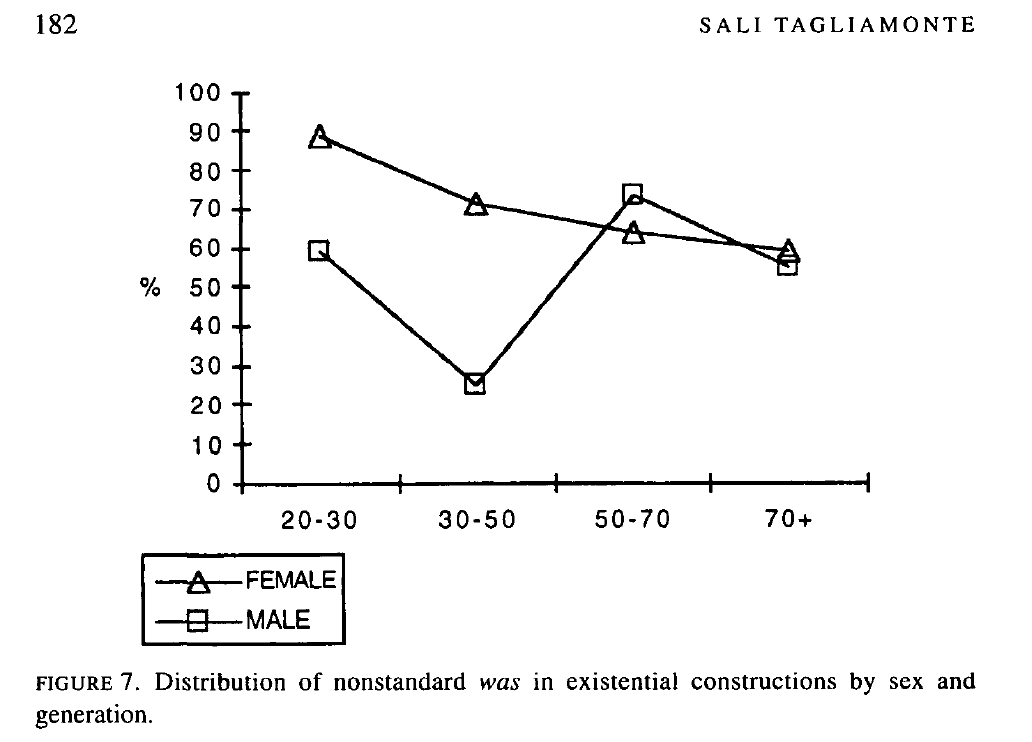 182
SALI TAGLIAMONTE
100
90
80
70
60
% 50
40
30
20
10
0
20-30 30-50 50-70 70+
FEMALE
MALE
FIGURE 7. Distribution of nonstandard was in existential constructions by sex and
generation.